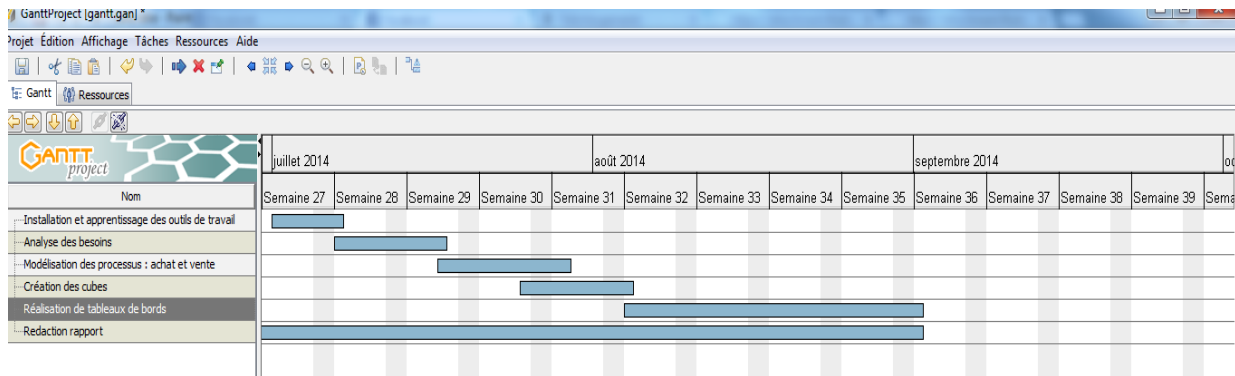 GanttProject [gantt.gan] *
Projet Édition Affichage Tâches Ressources Aide
Gantt Ressources
GANTT project
juillet 2014 août 2014 septembre 2014
Nom Semaine 27 Semaine 28 Semaine 29 Semaine 30 Semaine 31 Semaine 32 Semaine 33 Semaine 34 Semaine 35 Semaine 36 Semaine 37 Semaine 38 Semaine 39
Installation et apprentissage des outils de travail
Analyse des besoins
Modélisation des processus : achat et vente
Création des cubes
Réalisation de tableaux de bords
Redaction rapport